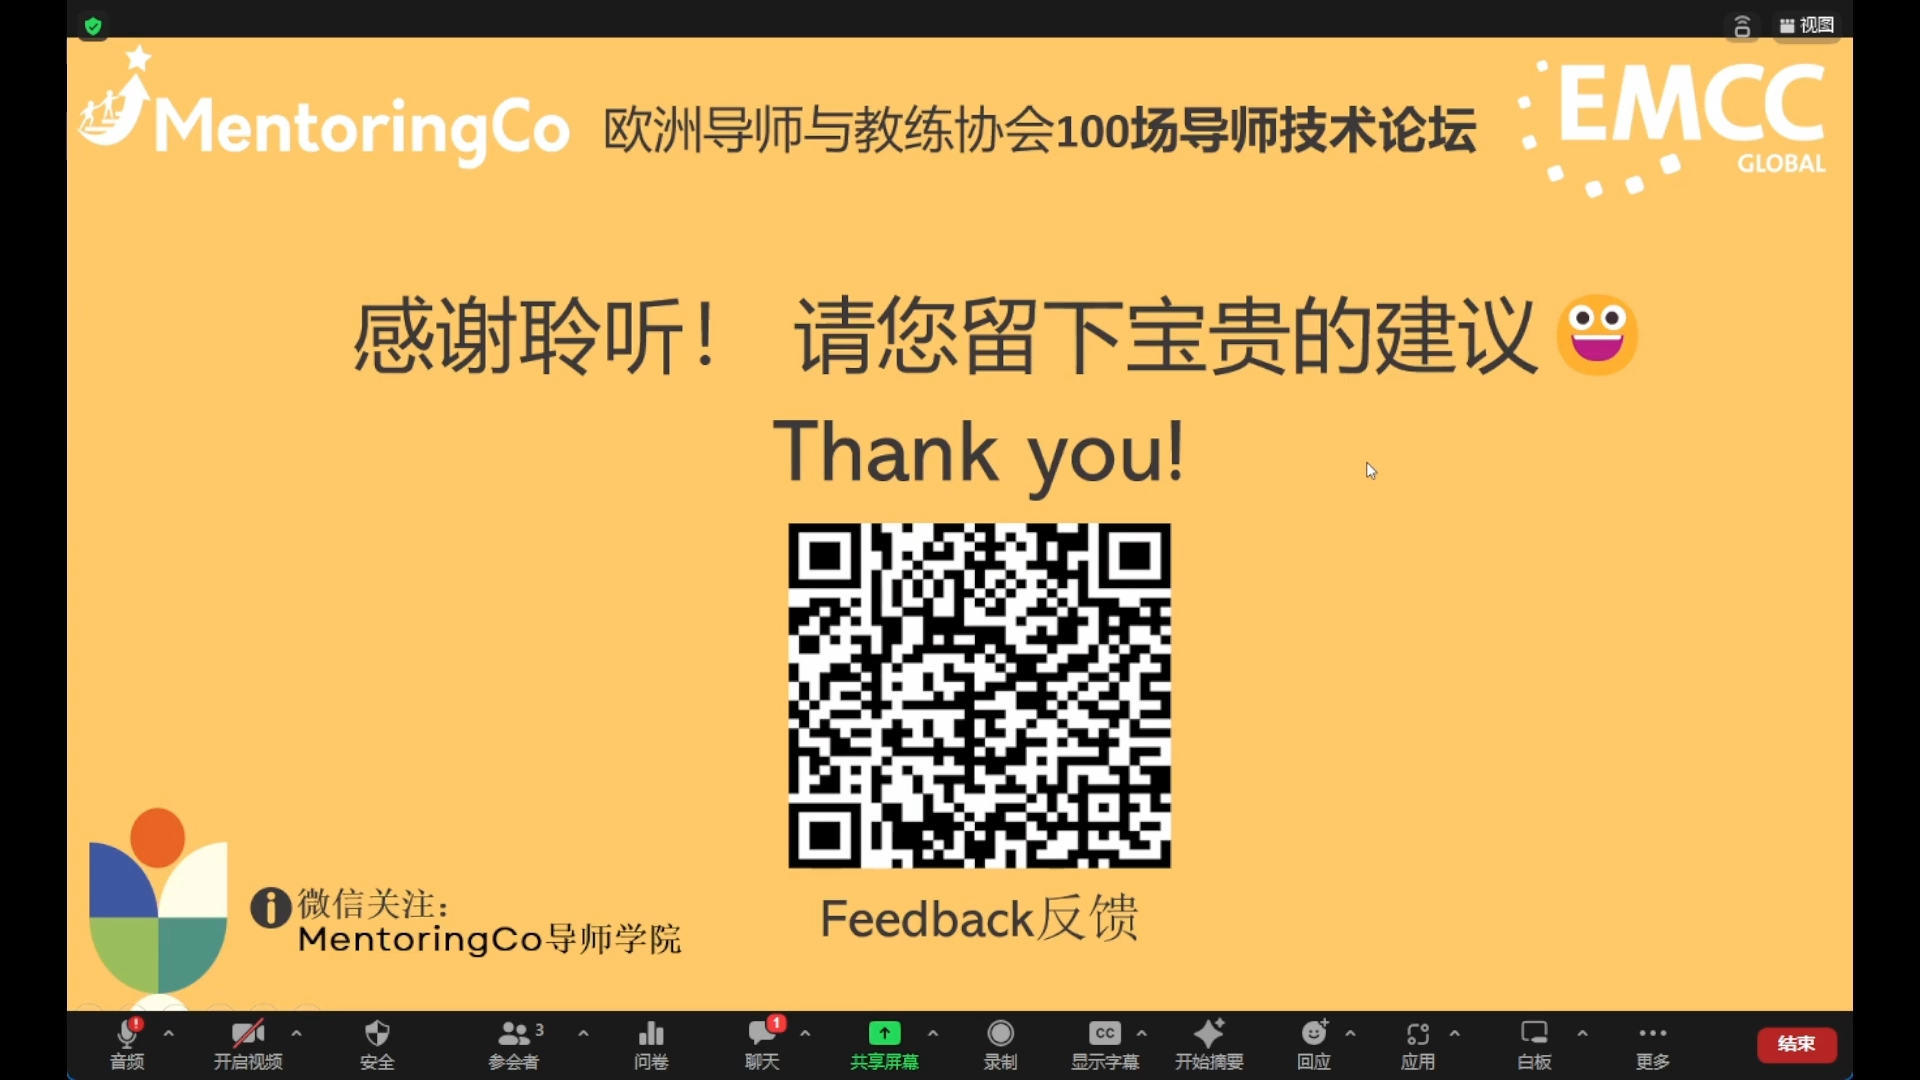 视图
MentoringCo
欧洲导师与教练协会100场导师技术论坛
EMCC
GLOBAL
感谢聆听！ 请您留下宝贵的建议
Thank you!
Feedback反馈
微信关注：
MentoringCo导师学院
音频
开启视频
安全
3
参会者
问卷
1
聊天
共享屏幕
录制
CC
显示字幕
开始摘要
回应
应用
白板
更多
结束